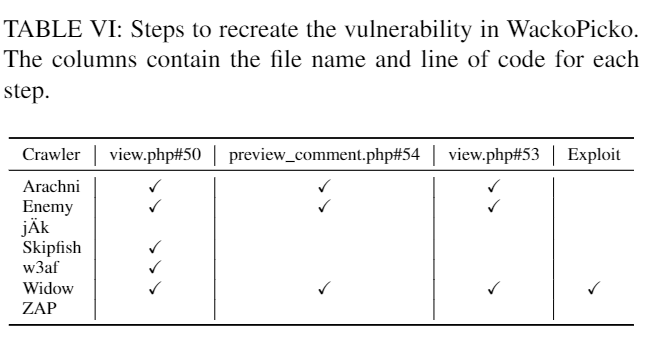 TABLE VI: Steps to recreate the vulnerability in WackoPicko.
The columns contain the file name and line of code for each
step.
Crawler view.php#50 preview_comment.php#54 view.php#53 Exploit
Arachni ✓ ✓ ✓
Enemy ✓ ✓ ✓
jÄk
Skipfish ✓
w3af ✓
Widow ✓ ✓ ✓ ✓
ZAP